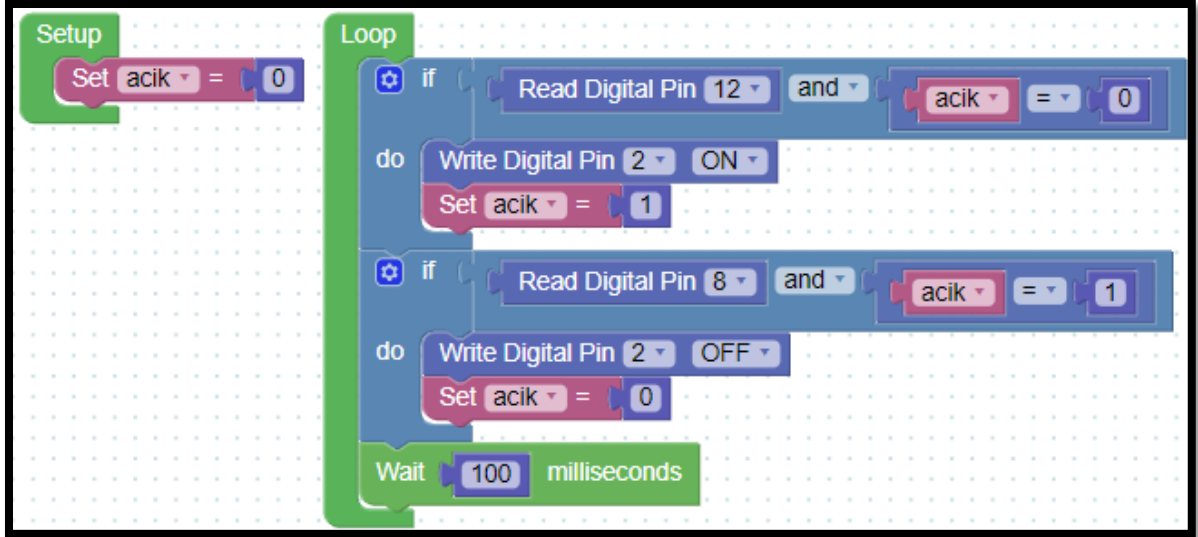 Setup
Set acik = 0
Loop
if Read Digital Pin 12 and acik = 0
do Write Digital Pin 2 ON
Set acik = 1
if Read Digital Pin 8 and acik = 1
do Write Digital Pin 2 OFF
Set acik = 0
Wait 100 milliseconds